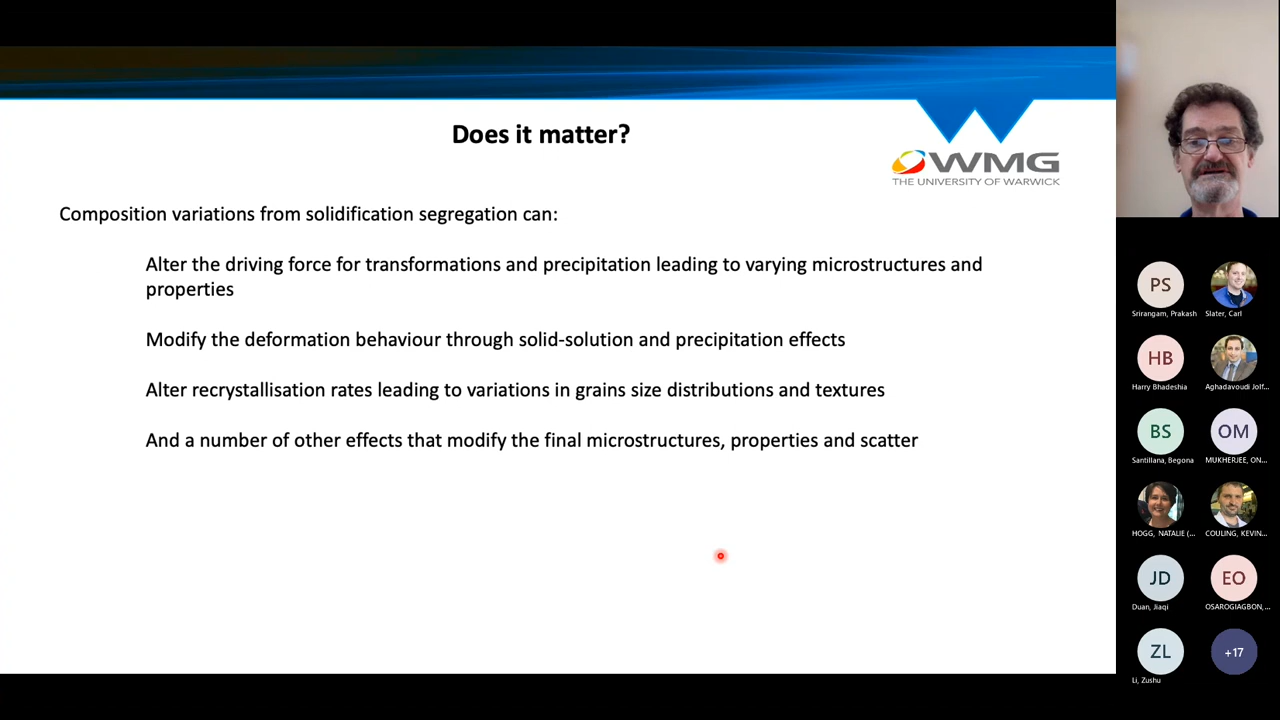 Does it matter?
WMG
THE UNIVERSITY OF WARWICK
Composition variations from solidification segregation can:
Alter the driving force for transformations and precipitation leading to varying microstructures and
properties
Modify the deformation behaviour through solid-solution and precipitation effects
Alter recrystallisation rates leading to variations in grains size distributions and textures
And a number of other effects that modify the final microstructures, properties and scatter
PS
Srirangam, Prakash
Slater, Carl
HB
Harry Bhadeshia
Aghadavoudi Jolf...
BS
Santillana, Begona
OM
MUKHERJEE, ON...
HOGG, NATALIE (...
COULING, KEVIN...
JD
Duan, Jiaqi
EO
OSAROGIAGBON,...
ZL
Li, Zushu
+17